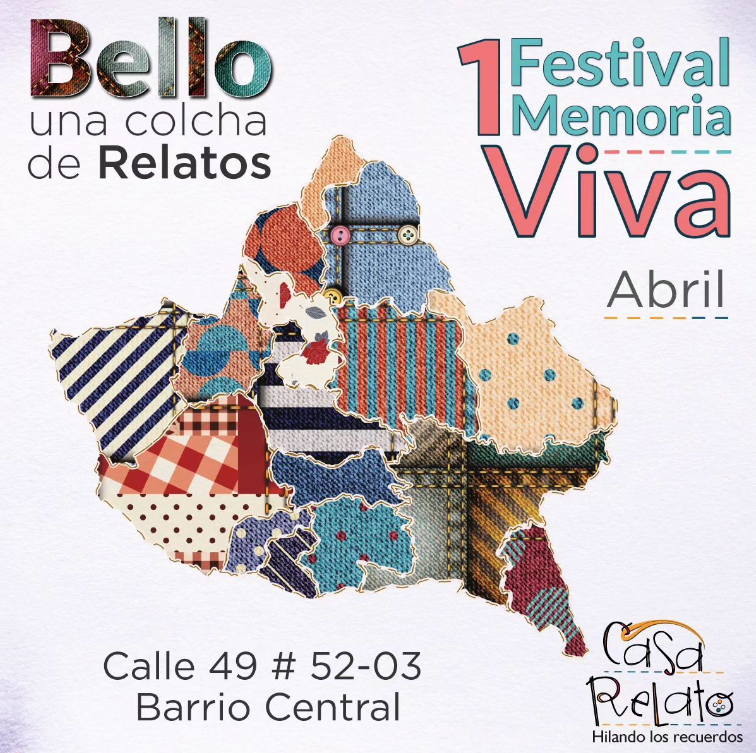 Bello
una colcha
de Relatos
1 Festival
Memoria
Viva
Abril
Calle 49 # 52-03
Barrio Central
Casa
Relato
Hilando los recuerdos